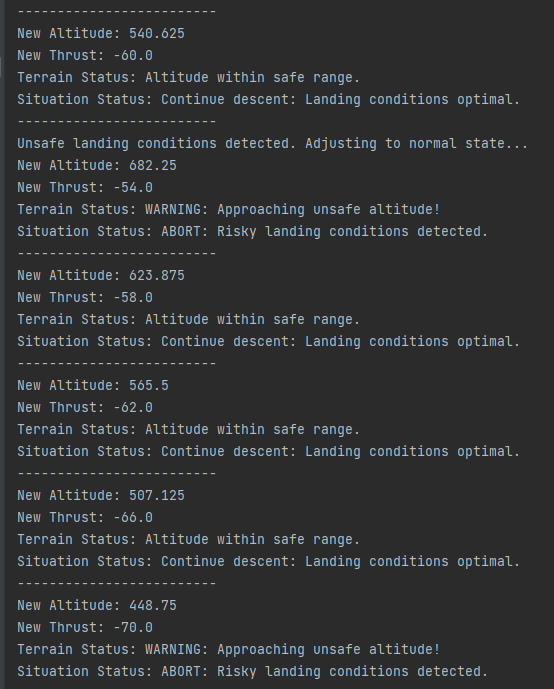 -------------------------
New Altitude: 540.625
New Thrust: -60.0
Terrain Status: Altitude within safe range.
Situation Status: Continue descent: Landing conditions optimal.
-------------------------
Unsafe landing conditions detected. Adjusting to normal state...
New Altitude: 682.25
New Thrust: -54.0
Terrain Status: WARNING: Approaching unsafe altitude!
Situation Status: ABORT: Risky landing conditions detected.
-------------------------
New Altitude: 623.875
New Thrust: -58.0
Terrain Status: Altitude within safe range.
Situation Status: Continue descent: Landing conditions optimal.
-------------------------
New Altitude: 565.5
New Thrust: -62.0
Terrain Status: Altitude within safe range.
Situation Status: Continue descent: Landing conditions optimal.
-------------------------
New Altitude: 507.125
New Thrust: -66.0
Terrain Status: Altitude within safe range.
Situation Status: Continue descent: Landing conditions optimal.
-------------------------
New Altitude: 448.75
New Thrust: -70.0
Terrain Status: WARNING: Approaching unsafe altitude!
Situation Status: ABORT: Risky landing conditions detected.